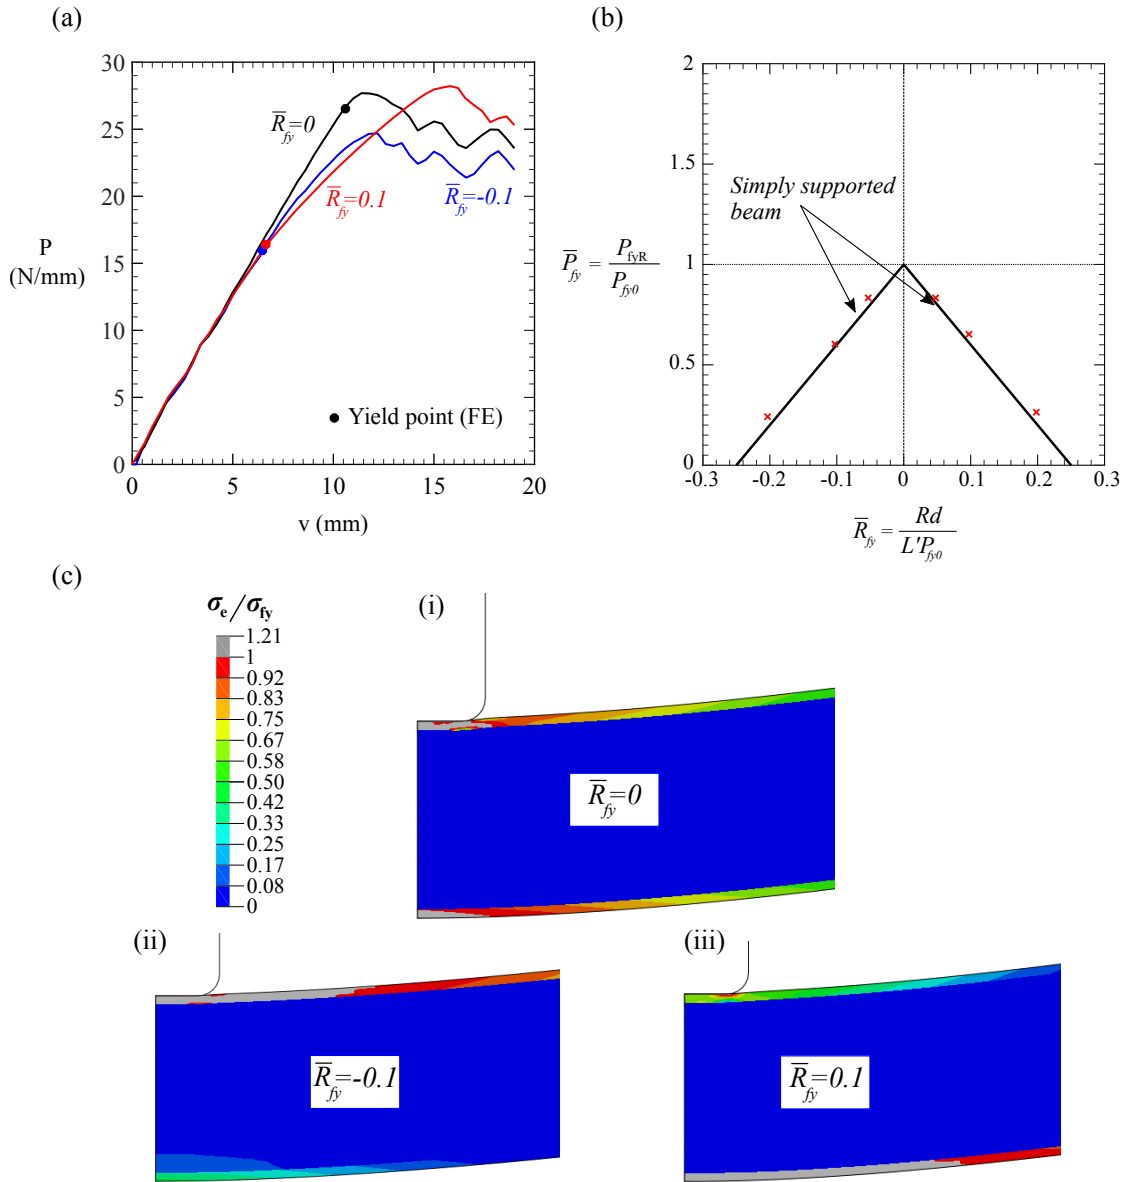 (a)
30
25
20
15
10
5
0
0
5
10
15
20
P
(N/mm)
v (mm)
R̅fy=0
R̅fy=0.1
R̅fy=-0.1
Yield point (FE)
(b)
2
1.5
1
0.5
0
-0.3
-0.2
-0.1
0
0.1
0.2
0.3
Simply supported
beam
P̅fy = PfyR / Pfy0
R̅fy = Rd / L'Pfy0
(c)
σe/σfy
1.21
1
0.92
0.83
0.75
0.67
0.58
0.50
0.42
0.33
0.25
0.17
0.08
0
(i)
R̅fy=0
(ii)
R̅fy=-0.1
(iii)
R̅fy=0.1